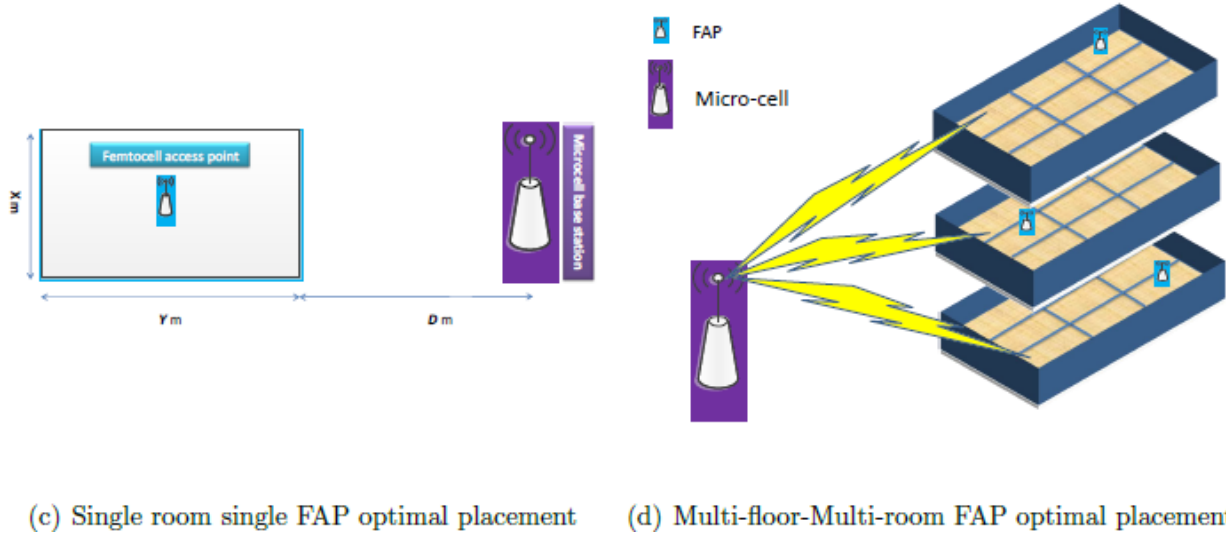 Femtocell access point
X m
Y m
D m
Microcell base station
FAP
Micro-cell
(c) Single room single FAP optimal placement
(d) Multi-floor-Multi-room FAP optimal placement